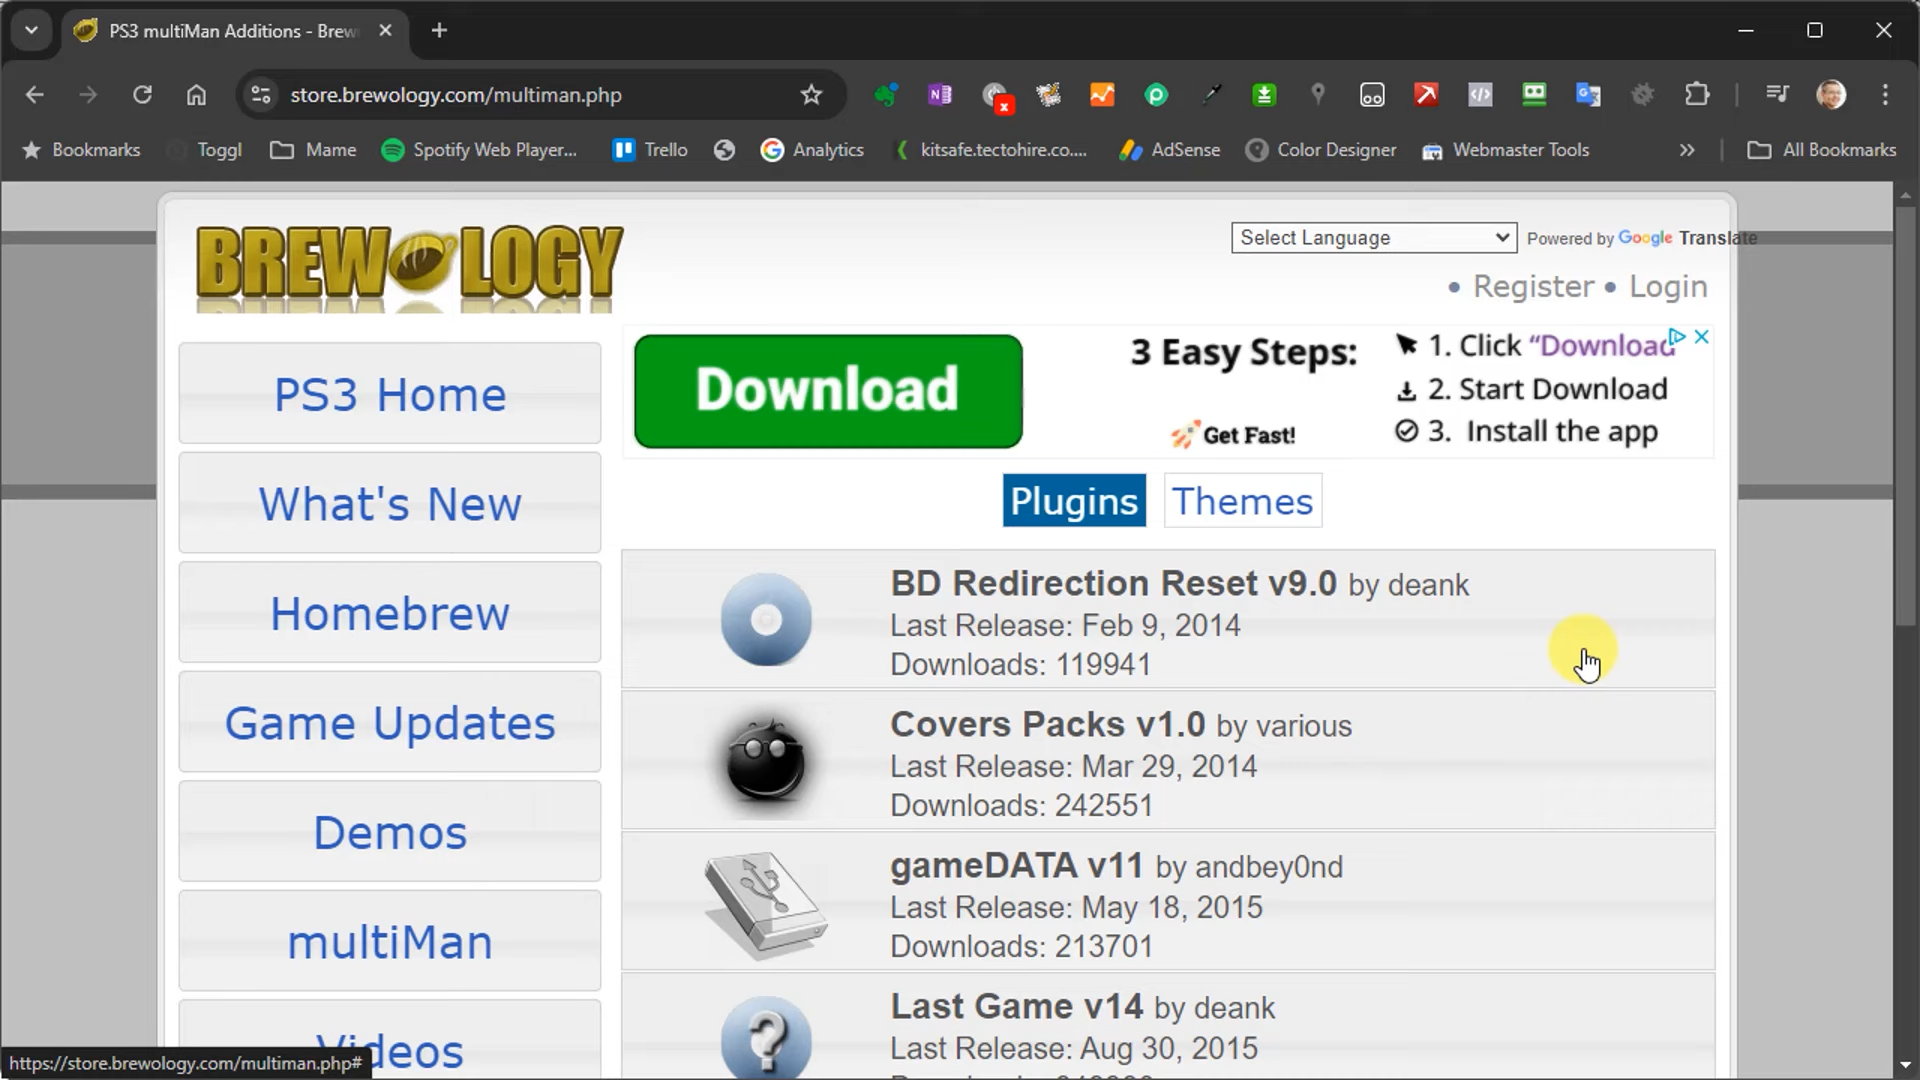 PS3 multiMan Additions - Brew
store.brewology.com/multiman.php
Bookmarks
Toggl
Mame
Spotify Web Player...
Trello
Analytics
kitsafe.tectohire.co....
AdSense
Color Designer
Webmaster Tools
All Bookmarks
BREWOLOGY
Select Language
Powered by Google Translate
• Register • Login
Download
3 Easy Steps:
Get Fast!
1. Click “Download
2. Start Download
3. Install the app
PS3 Home
What's New
Homebrew
Game Updates
Demos
multiMan
Videos
Plugins
Themes
BD Redirection Reset v9.0 by deank
Last Release: Feb 9, 2014
Downloads: 119941
Covers Packs v1.0 by various
Last Release: Mar 29, 2014
Downloads: 242551
gameDATA v11 by andbey0nd
Last Release: May 18, 2015
Downloads: 213701
Last Game v14 by deank
Last Release: Aug 30, 2015
https://store.brewology.com/multiman.php#